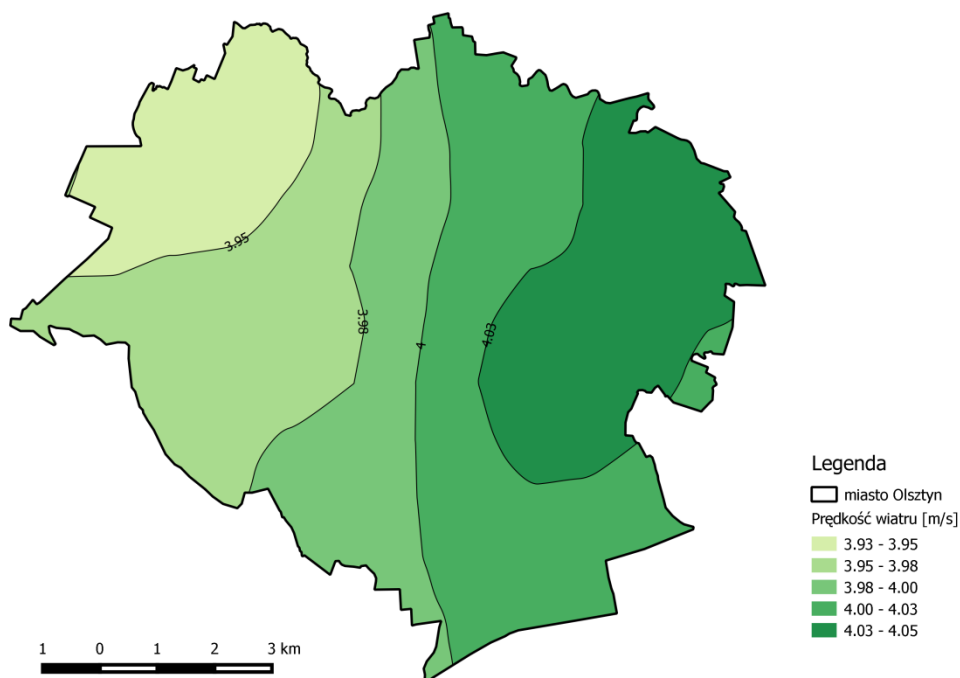 3.95
3.98
4
4.03
Legenda
miasto Olsztyn
Prędkość wiatru [m/s]
3.93 - 3.95
3.95 - 3.98
3.98 - 4.00
4.00 - 4.03
4.03 - 4.05
1 0 1 2 3 km